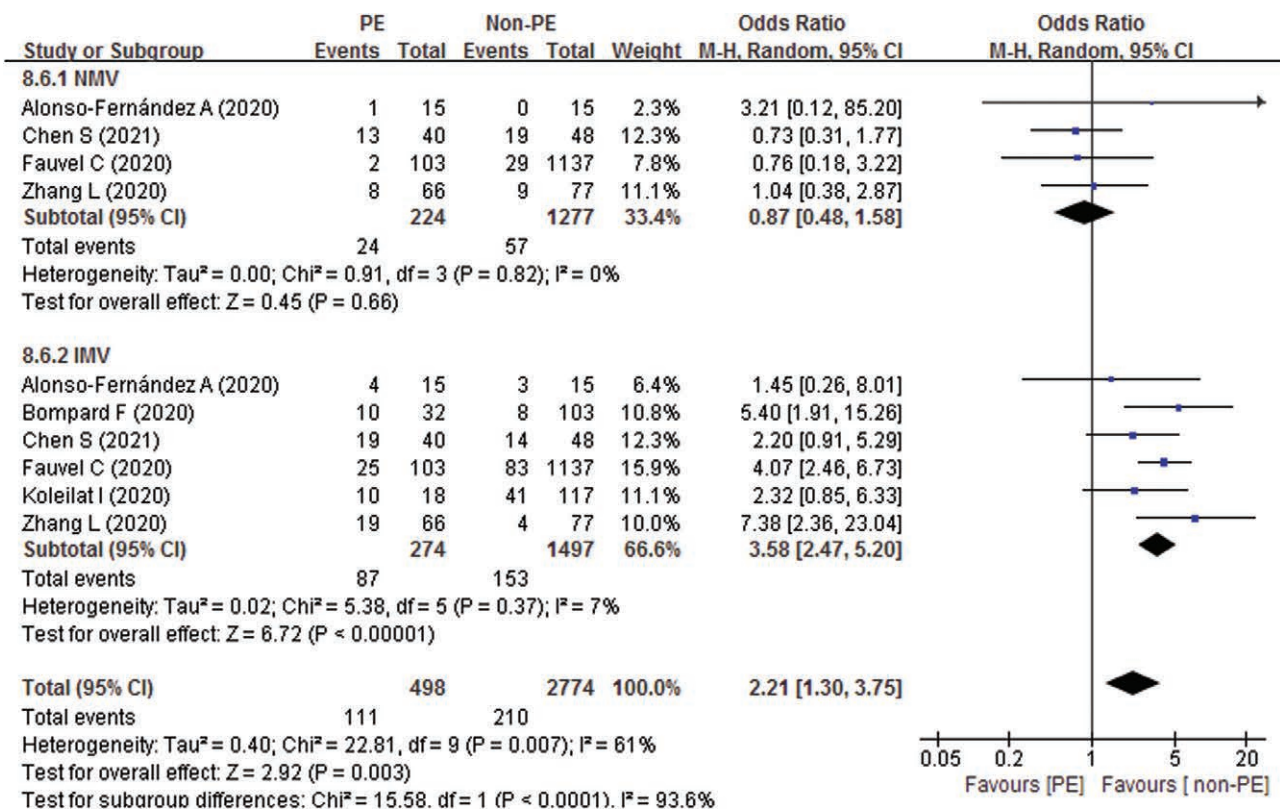 PE Non-PE Odds Ratio Odds Ratio
Study or Subgroup Events Total Events Total Weight M-H, Random, 95% CI M-H, Random, 95% CI
8.6.1 NMV
Alonso-Fernández A (2020) 1 15 0 15 2.3% 3.21 [0.12, 85.20]
Chen S (2021) 13 40 19 48 12.3% 0.73 [0.31, 1.77]
Fauvel C (2020) 2 103 29 1137 7.8% 0.76 [0.18, 3.22]
Zhang L (2020) 8 66 9 77 11.1% 1.04 [0.38, 2.87]
Subtotal (95% CI) 224 1277 33.4% 0.87 [0.48, 1.58]
Total events 24 57
Heterogeneity: Tau² = 0.00; Chi² = 0.91, df = 3 (P = 0.82); I² = 0%
Test for overall effect: Z = 0.45 (P = 0.66)
8.6.2 IMV
Alonso-Fernández A (2020) 4 15 3 15 6.4% 1.45 [0.26, 8.01]
Bompard F (2020) 10 32 8 103 10.8% 5.40 [1.91, 15.26]
Chen S (2021) 19 40 14 48 12.3% 2.20 [0.91, 5.29]
Fauvel C (2020) 25 103 83 1137 15.9% 4.07 [2.46, 6.73]
Koleilat I (2020) 10 18 41 117 11.1% 2.32 [0.85, 6.33]
Zhang L (2020) 19 66 4 77 10.0% 7.38 [2.36, 23.04]
Subtotal (95% CI) 274 1497 66.6% 3.58 [2.47, 5.20]
Total events 87 153
Heterogeneity: Tau² = 0.02; Chi² = 5.38, df = 5 (P = 0.37); I² = 7%
Test for overall effect: Z = 6.72 (P < 0.00001)
Total (95% CI) 498 2774 100.0% 2.21 [1.30, 3.75]
Total events 111 210
Heterogeneity: Tau² = 0.40; Chi² = 22.81, df = 9 (P = 0.007); I² = 61%
Test for overall effect: Z = 2.92 (P = 0.003)
Test for subgroup differences: Chi² = 15.58, df = 1 (P < 0.0001), I² = 93.6%
0.05 0.2 1 5 20
Favours [PE] Favours [ non-PE]